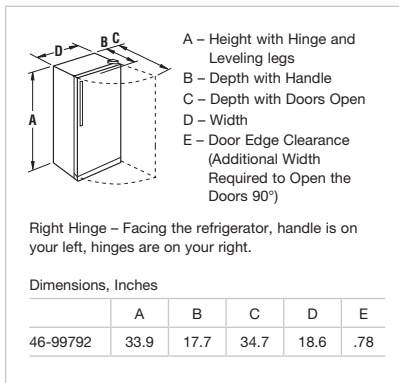 D
B
C
A
A – Height with Hinge and
Leveling legs
B – Depth with Handle
C – Depth with Doors Open
D – Width
E – Door Edge Clearance
(Additional Width
Required to Open the
Doors 90°)
Right Hinge – Facing the refrigerator, handle is on
your left, hinges are on your right.
Dimensions, Inches
A B C D E
46-99792 33.9 17.7 34.7 18.6 .78